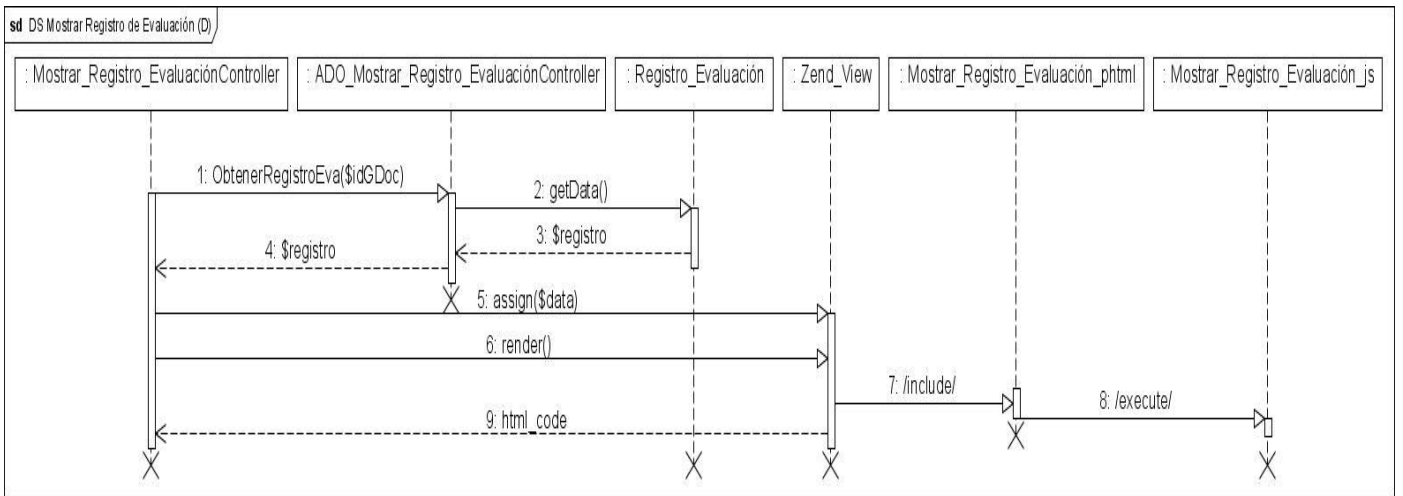 sd DS Mostrar Registro de Evaluación (D)
: Mostrar_Registro_EvaluaciónController
: ADO_Mostrar_Registro_EvaluaciónController
: Registro_Evaluación
: Zend_View
: Mostrar_Registro_Evaluación_phtml
: Mostrar_Registro_Evaluación_js
1: ObtenerRegistroEva($idGDoc)
2: getData()
3: $registro
4: $registro
5: assign($data)
6: render()
7: /include/
8: /execute/
9: html_code